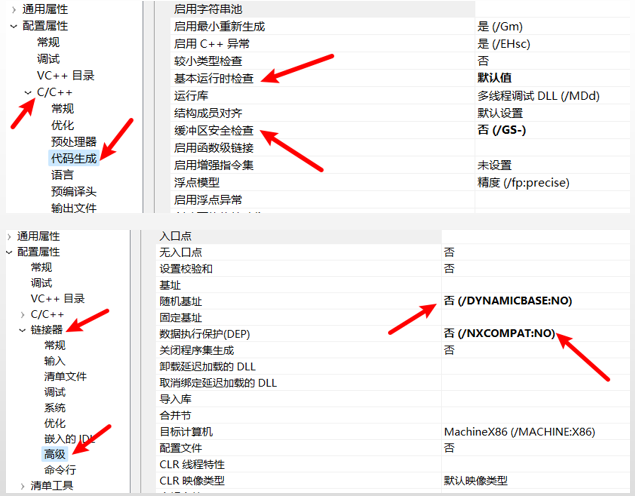 通用属性
配置属性
常规
调试
VC++ 目录
C/C++
常规
优化
预处理器
代码生成
语言
预编译头
输出文件
启用字符串池
启用最小重新生成 是 (/Gm)
启用 C++ 异常 是 (/EHsc)
较小类型检查 否
基本运行时检查 默认值
运行库 多线程调试 DLL (/MDd)
结构成员对齐 默认设置
缓冲区安全检查 否 (/GS-)
启用函数级链接
启用增强指令集 未设置
浮点模型 精度 (/fp:precise)
启用浮点异常
通用属性
配置属性
常规
调试
VC++ 目录
C/C++
链接器
常规
输入
清单文件
调试
系统
优化
嵌入的 IDL
高级
命令行
清单工具
入口点
无入口点 否
设置校验和 否
基址
随机基址 否 (/DYNAMICBASE:NO)
固定基址
数据执行保护(DEP) 否 (/NXCOMPAT:NO)
关闭程序集生成 否
卸载延迟加载的 DLL
取消绑定延迟加载的 DLL
导入库
合并节
目标计算机 MachineX86 (/MACHINE:X86)
配置文件 否
CLR 线程特性
CLR 映像类型 默认映像类型